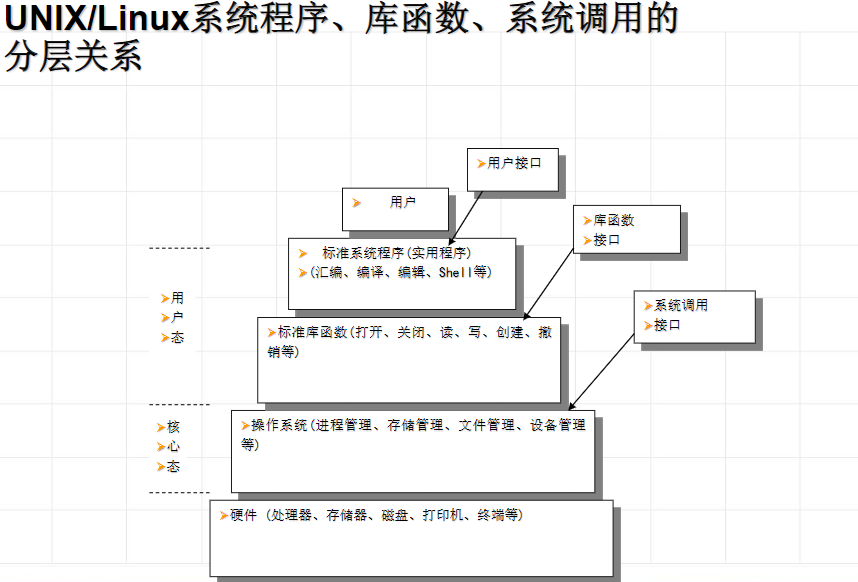 UNIX/Linux系统程序、库函数、系统调用的
分层关系
用户接口
用户
库函数
接口
标准系统程序(实用程序)
(汇编、编译、编辑、Shell等)
系统调用
接口
用
户
态
标准库函数(打开、关闭、读、写、创建、撤
销等)
核
心
态
操作系统(进程管理、存储管理、文件管理、设备管理
等)
硬件 (处理器、存储器、磁盘、打印机、终端等)